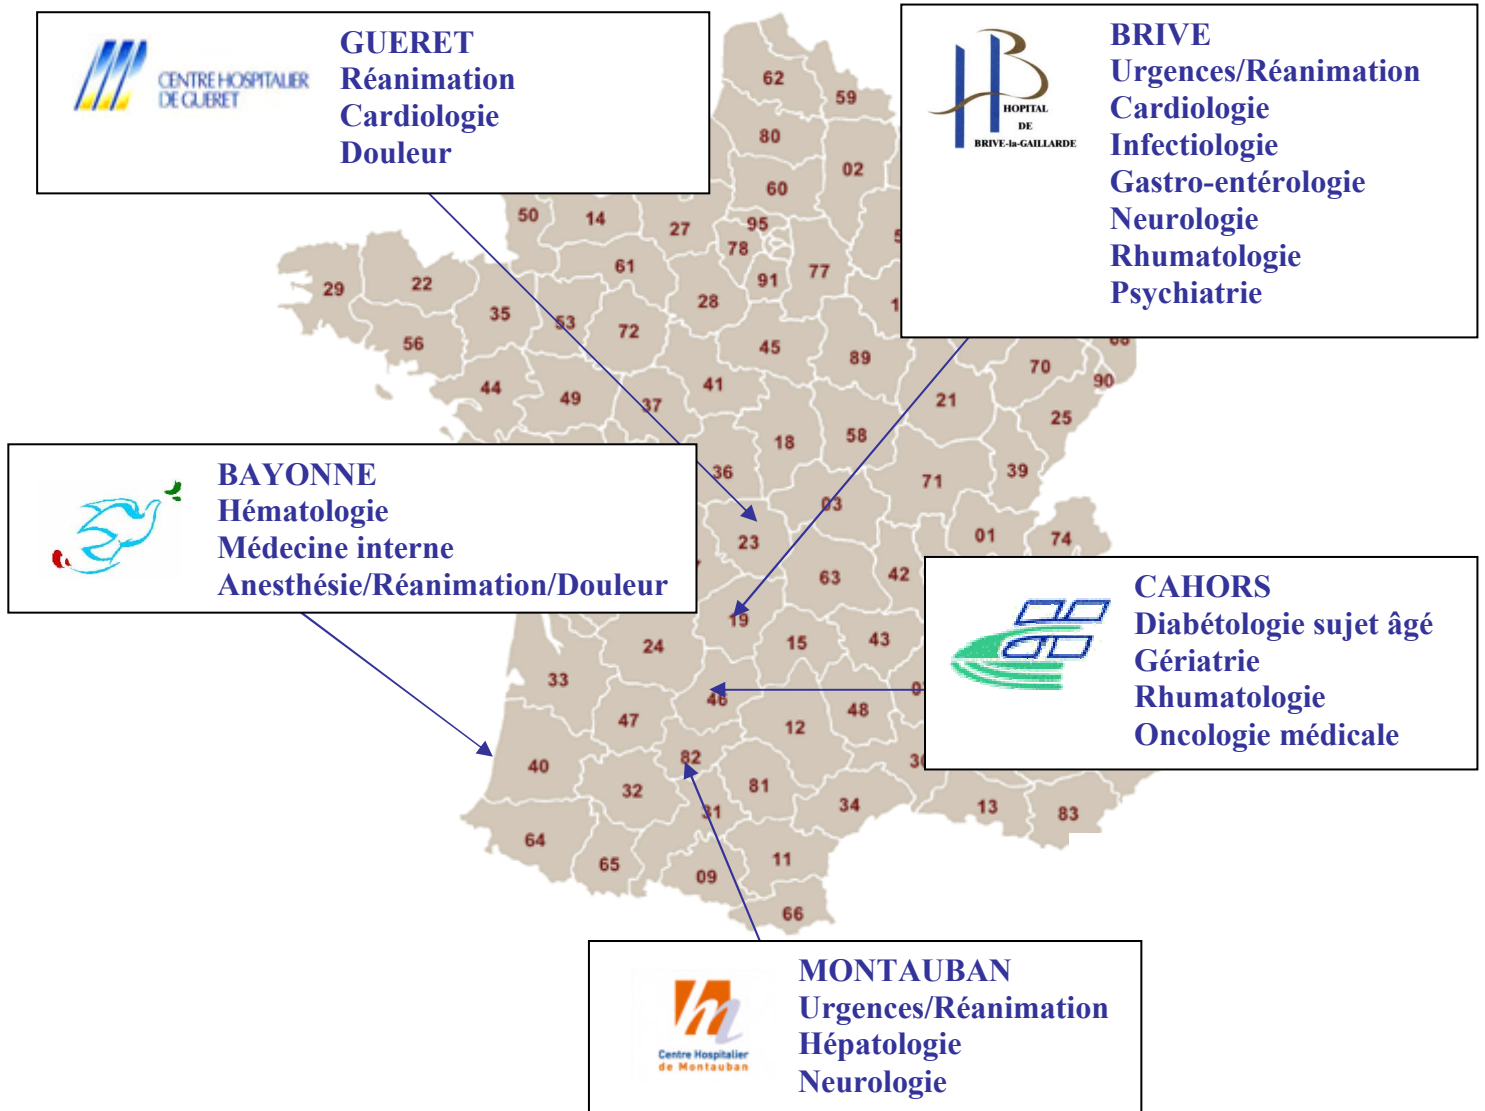 CENTRE HOSPITALIER
DE GUERET
GUERET
Réanimation
Cardiologie
Douleur
HOPITAL
DE
BRIVE-la-GAILLARDE
BRIVE
Urgences/Réanimation
Cardiologie
Infectiologie
Gastro-entérologie
Neurologie
Rhumatologie
Psychiatrie
62
59
80
02
60
50
14
27
95
78
61
91
77
29
22
28
35
53
72
56
45
89
70
90
44
49
37
41
21
25
18
58
36
71
39
03
BAYONNE
Hématologie
Médecine interne
Anesthésie/Réanimation/Douleur
23
01
74
63
42
19
24
15
43
33
46
47
12
48
CAHORS
Diabétologie sujet âgé
Gériatrie
Rhumatologie
Oncologie médicale
40
82
32
81
31
34
13
83
64
65
09
11
66
Centre Hospitalier
de Montauban
MONTAUBAN
Urgences/Réanimation
Hépatologie
Neurologie